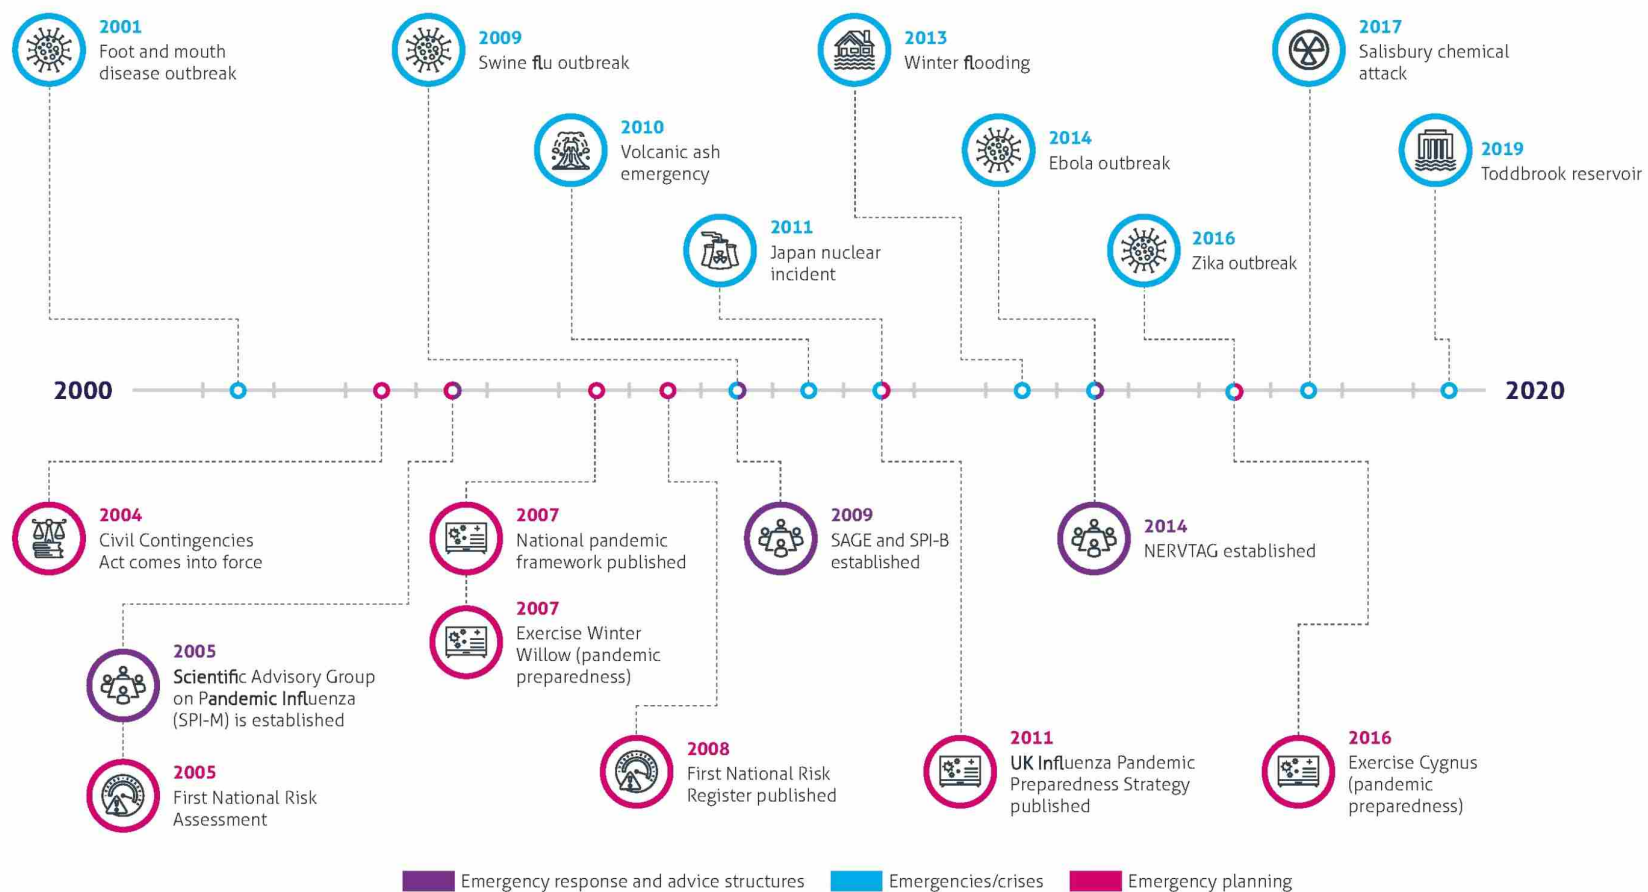 2001
Foot and mouth
disease outbreak
2009
Swine flu outbreak
2013
Winter flooding
2017
Salisbury chemical
attack
2010
Volcanic ash
emergency
2014
Ebola outbreak
2019
Toddbrook reservoir
2011
Japan nuclear
incident
2016
Zika outbreak
2000
2020
2004
Civil Contingencies
Act comes into force
2007
National pandemic
framework published
2009
SAGE and SPI-B
established
2014
NERVTAG established
2007
Exercise Winter
Willow (pandemic
preparedness)
2005
Scientific Advisory Group
on Pandemic Influenza
(SPI-M) is established
2005
First National Risk
Assessment
2008
First National Risk
Register published
2011
UK Influenza Pandemic
Preparedness Strategy
published
2016
Exercise Cygnus
(pandemic
preparedness)
Emergency response and advice structures
Emergencies/crises
Emergency planning